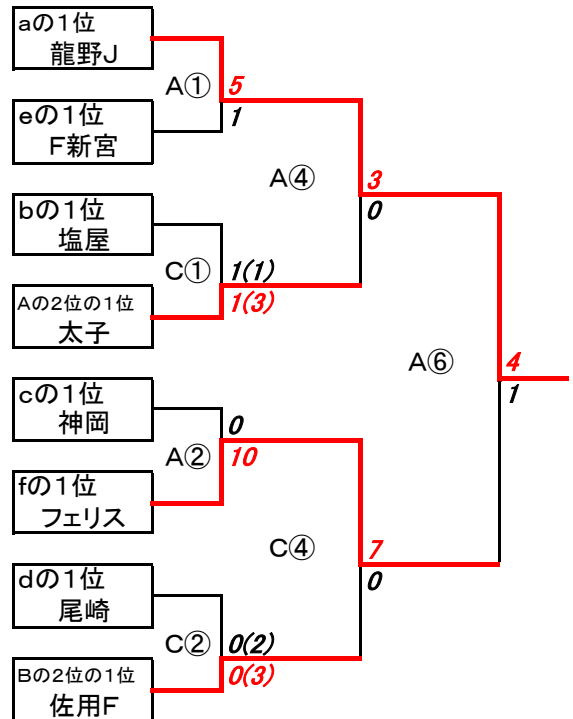 aの1位
龍野J
A①
5
1
eの1位
F新宮
A④
3
0
bの1位
塩屋
C①
1(1)
1(3)
Aの2位の1位
太子
A⑥
4
1
cの1位
神岡
0
A②
10
fの1位
フェリス
C④
7
0
dの1位
尾崎
C②
0(2)
0(3)
Bの2位の1位
佐用F